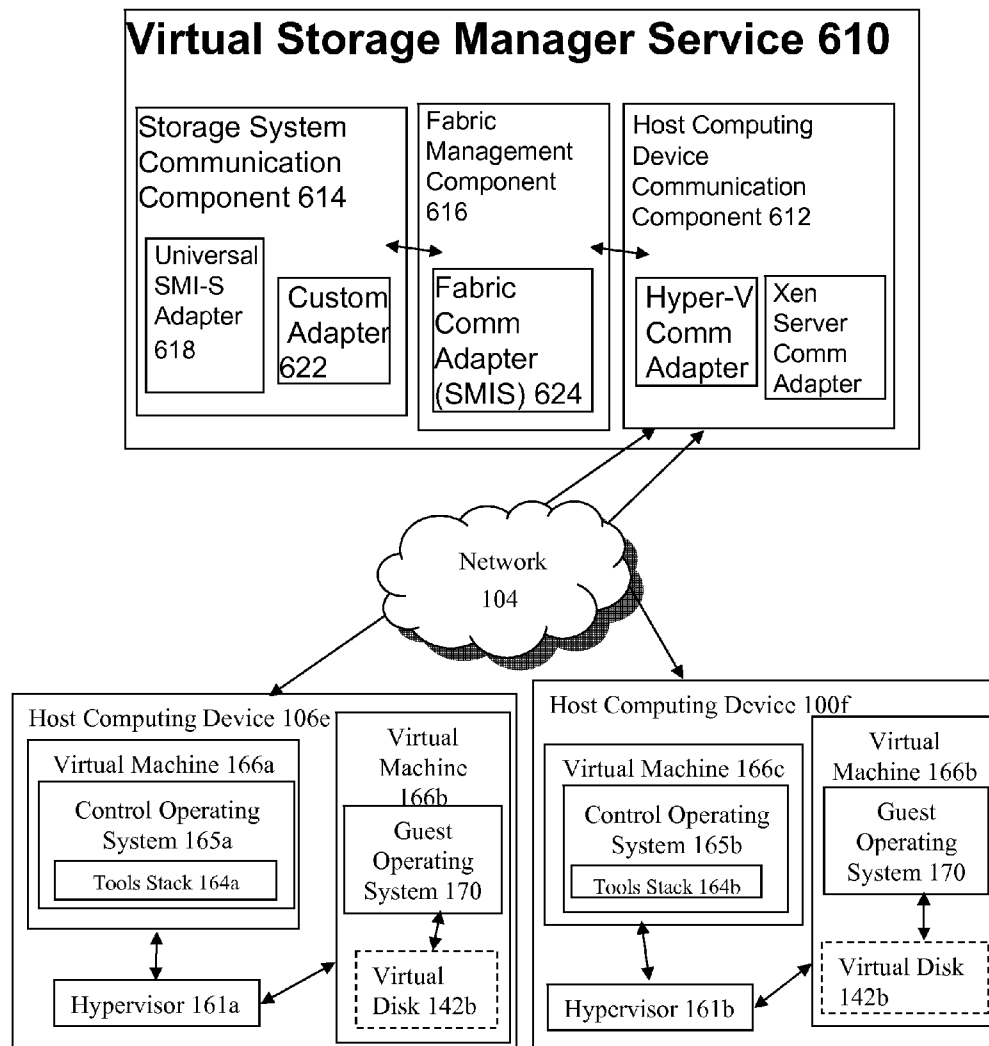 Virtual Storage Manager Service 610
Storage System
Communication
Component 614
Universal
SMI-S
Adapter
618
Custom
Adapter
622
Fabric
Management
Component
616
Fabric
Comm
Adapter
(SMIS) 624
Host Computing
Device
Communication
Component 612
Hyper-V
Comm
Adapter
Xen
Server
Comm
Adapter
Network
104
Host Computing Device 106e
Virtual Machine 166a
Control Operating
System 165a
Tools Stack 164a
Hypervisor 161a
Virtual
Machine
166b
Guest
Operating
System 170
Virtual
Disk 142b
Host Computing Device 100f
Virtual Machine 166c
Control Operating
System 165b
Tools Stack 164b
Hypervisor 161b
Virtual
Machine 166b
Guest
Operating
System 170
Virtual Disk
142b